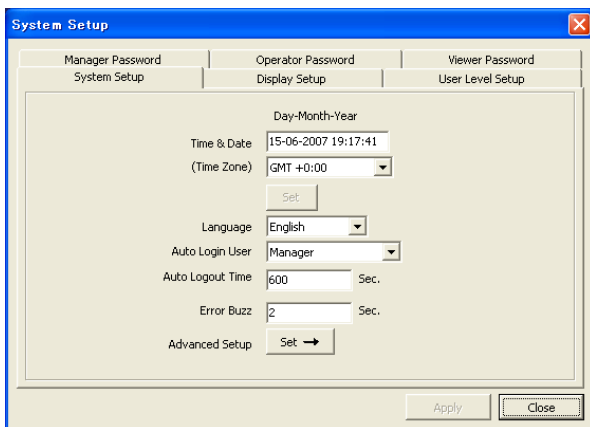 System Setup
Manager Password Operator Password Viewer Password
System Setup Display Setup User Level Setup
Day-Month-Year
Time & Date 15-06-2007 19:17:41
(Time Zone) GMT +0:00
Set
Language English
Auto Login User Manager
Auto Logout Time 600 Sec.
Error Buzz 2 Sec.
Advanced Setup Set →
Apply Close